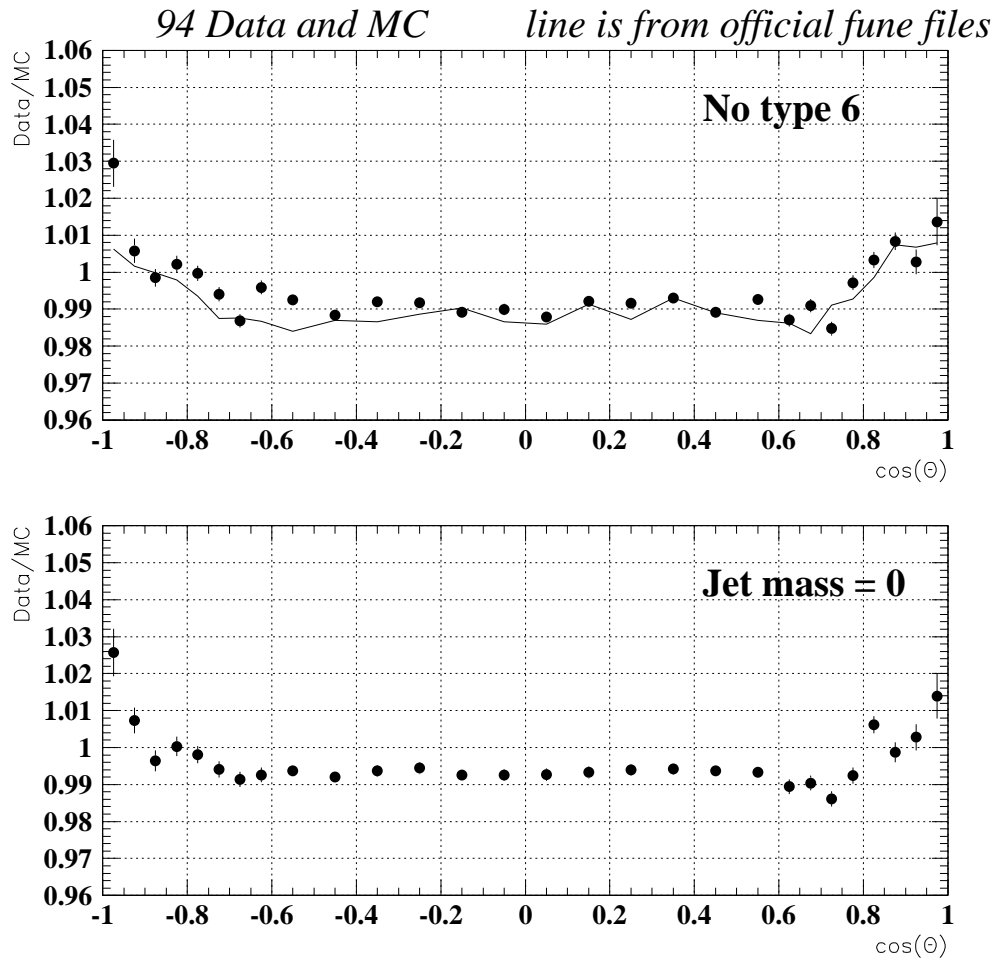 94 Data and MC line is from official fune files
Data/MC
1.06
1.05
1.04
1.03
1.02
1.01
1
0.99
0.98
0.97
0.96
No type 6
-1 -0.8 -0.6 -0.4 -0.2 0 0.2 0.4 0.6 0.8 1
cos(Θ)
Data/MC
1.06
1.05
1.04
1.03
1.02
1.01
1
0.99
0.98
0.97
0.96
Jet mass = 0
-1 -0.8 -0.6 -0.4 -0.2 0 0.2 0.4 0.6 0.8 1
cos(Θ)